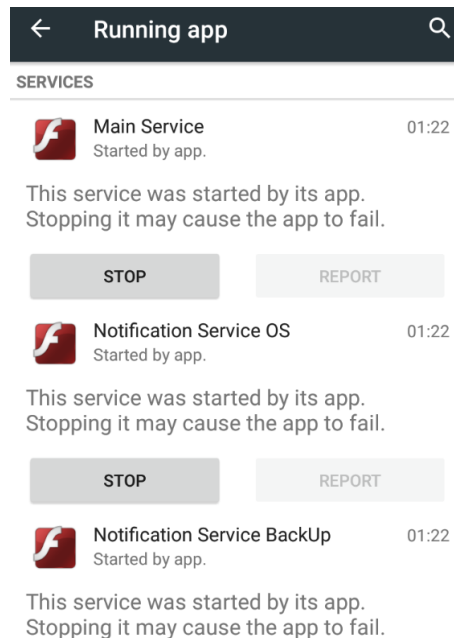 Running app
SERVICES
Main Service 01:22
Started by app.
This service was started by its app.
Stopping it may cause the app to fail.
STOP REPORT
Notification Service OS 01:22
Started by app.
This service was started by its app.
Stopping it may cause the app to fail.
STOP REPORT
Notification Service BackUp 01:22
Started by app.
This service was started by its app.
Stopping it may cause the app to fail.